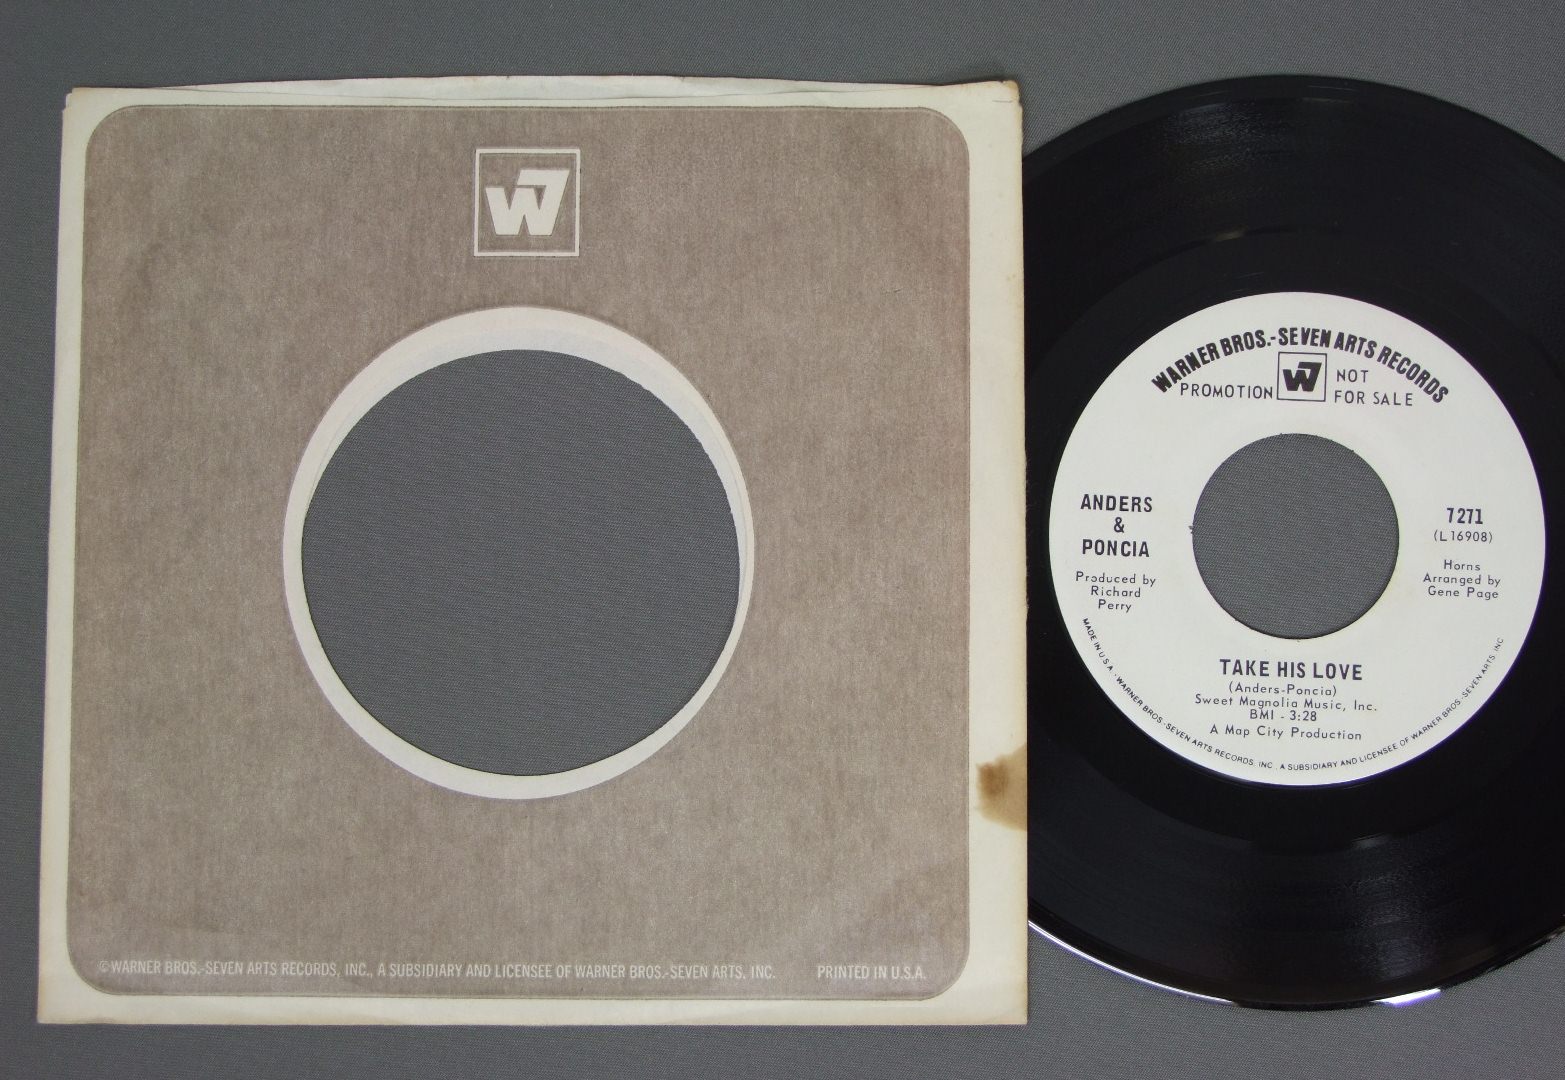 W7
©WARNER BROS.-SEVEN ARTS RECORDS, INC., A SUBSIDIARY AND LICENSEE OF WARNER BROS.-SEVEN ARTS, INC. PRINTED IN U.S.A.
WARNER BROS.-SEVEN ARTS RECORDS
PROMOTION W7 NOT
FOR SALE
ANDERS
&
PONCIA
Produced by
Richard
Perry
7271
(L16908)
Horns
Arranged by
Gene Page
TAKE HIS LOVE
(Anders-Poncia)
Sweet Magnolia Music, Inc.
BMI - 3:28
A Map City Production
MADE IN U.S.A. · WARNER BROS.-SEVEN ARTS RECORDS, INC., A SUBSIDIARY AND LICENSEE OF WARNER BROS.-SEVEN ARTS, INC